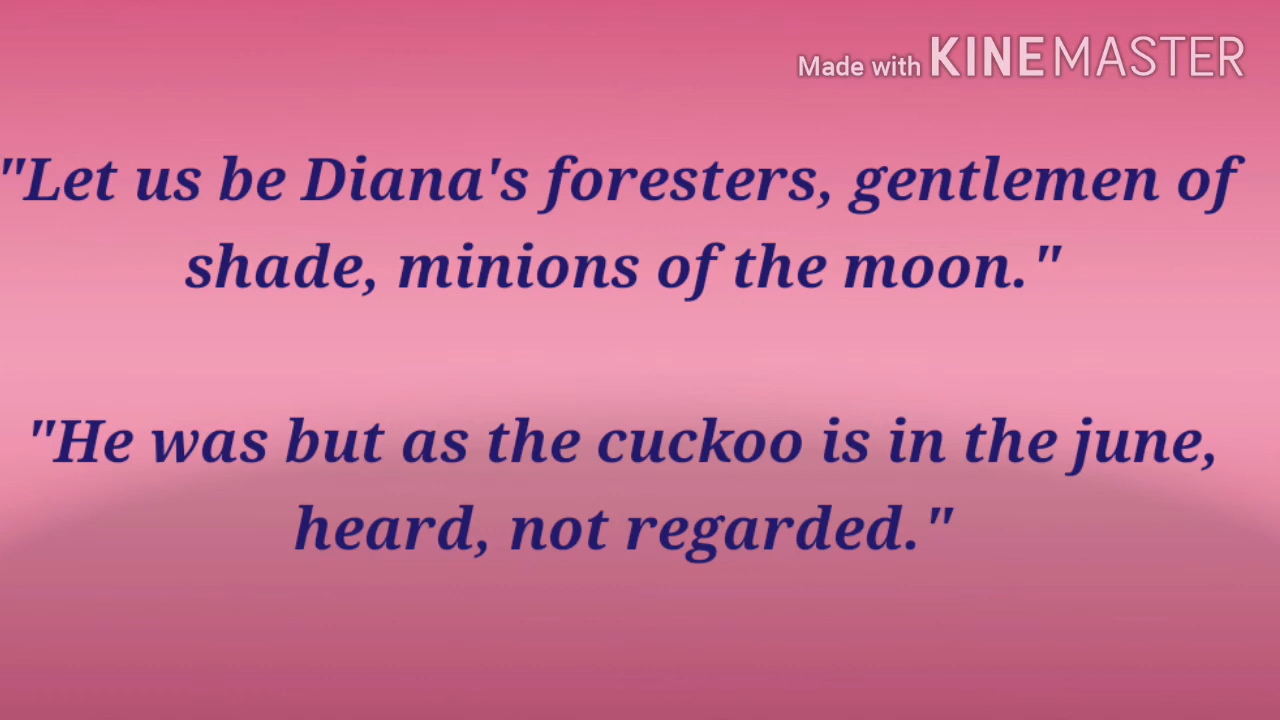 Made with KINEMASTER
"Let us be Diana's foresters, gentlemen of
shade, minions of the moon."
"He was but as the cuckoo is in the june,
heard, not regarded."